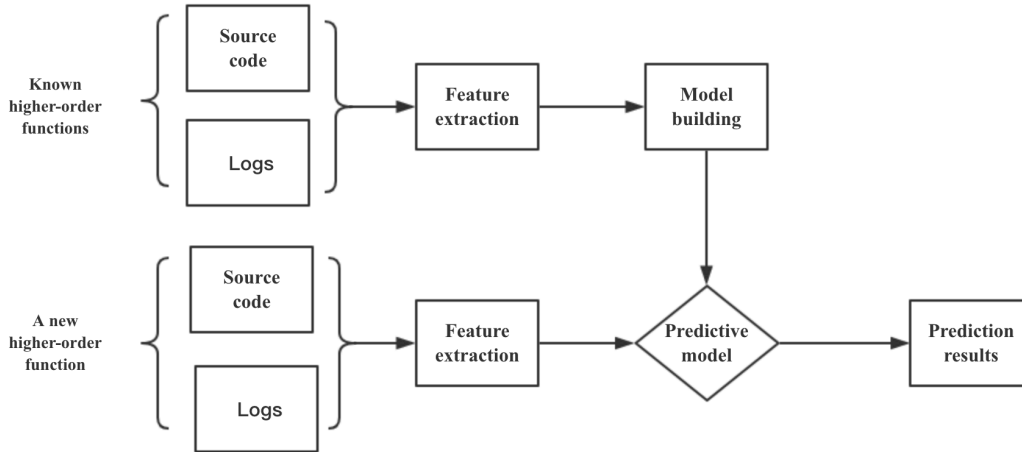 Known
higher-order
functions
Source
code
Logs
Feature
extraction
Model
building
A new
higher-order
function
Source
code
Logs
Feature
extraction
Predictive
model
Prediction
results